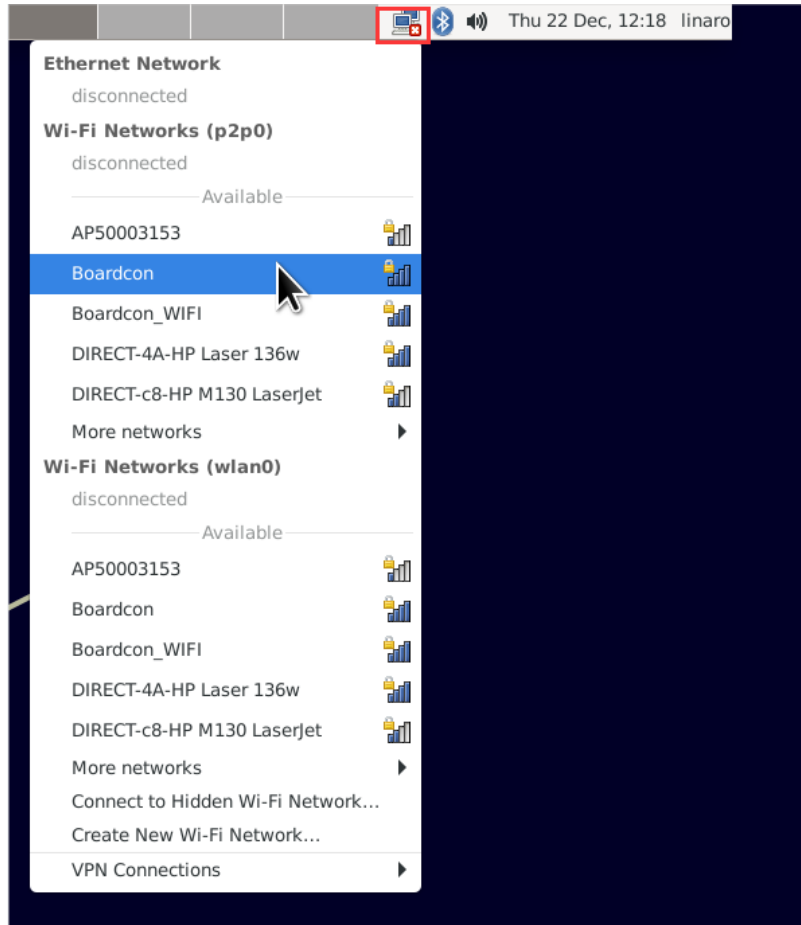 Thu 22 Dec, 12:18 linaro
Ethernet Network
disconnected
Wi-Fi Networks (p2p0)
disconnected
Available
AP50003153
Boardcon
Boardcon_WIFI
DIRECT-4A-HP Laser 136w
DIRECT-c8-HP M130 LaserJet
More networks
Wi-Fi Networks (wlan0)
disconnected
Available
AP50003153
Boardcon
Boardcon_WIFI
DIRECT-4A-HP Laser 136w
DIRECT-c8-HP M130 LaserJet
More networks
Connect to Hidden Wi-Fi Network...
Create New Wi-Fi Network...
VPN Connections